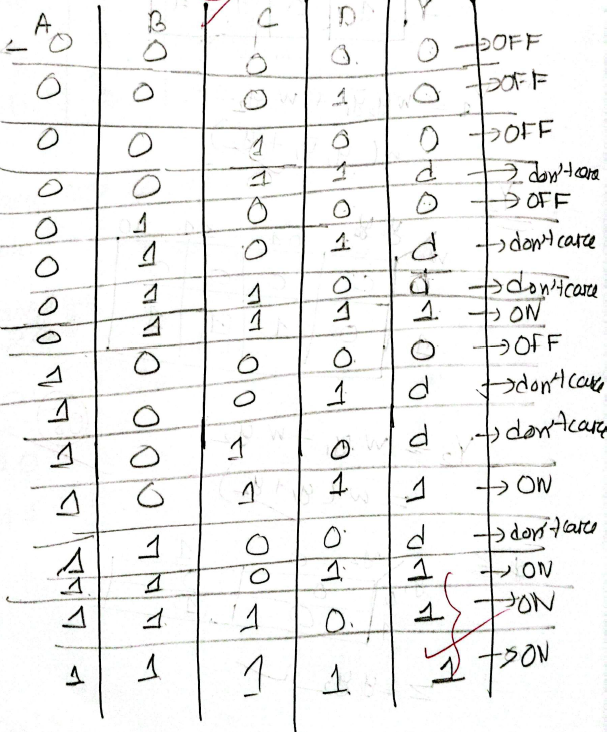 A B C D Y
0 0 0 0 0 → OFF
0 0 0 1 0 → OFF
0 0 1 0 0 → OFF
0 0 1 1 d → don't care
0 1 0 0 0 → OFF
0 1 0 1 d → don't care
0 1 1 0 d → don't care
0 1 1 1 1 → ON
1 0 0 0 0 → OFF
1 0 0 1 d → don't care
1 0 1 0 d → don't care
1 0 1 1 1 → ON
1 1 0 0 d → don't care
1 1 0 1 1 → ON
1 1 1 0 1 → ON
1 1 1 1 1 → ON